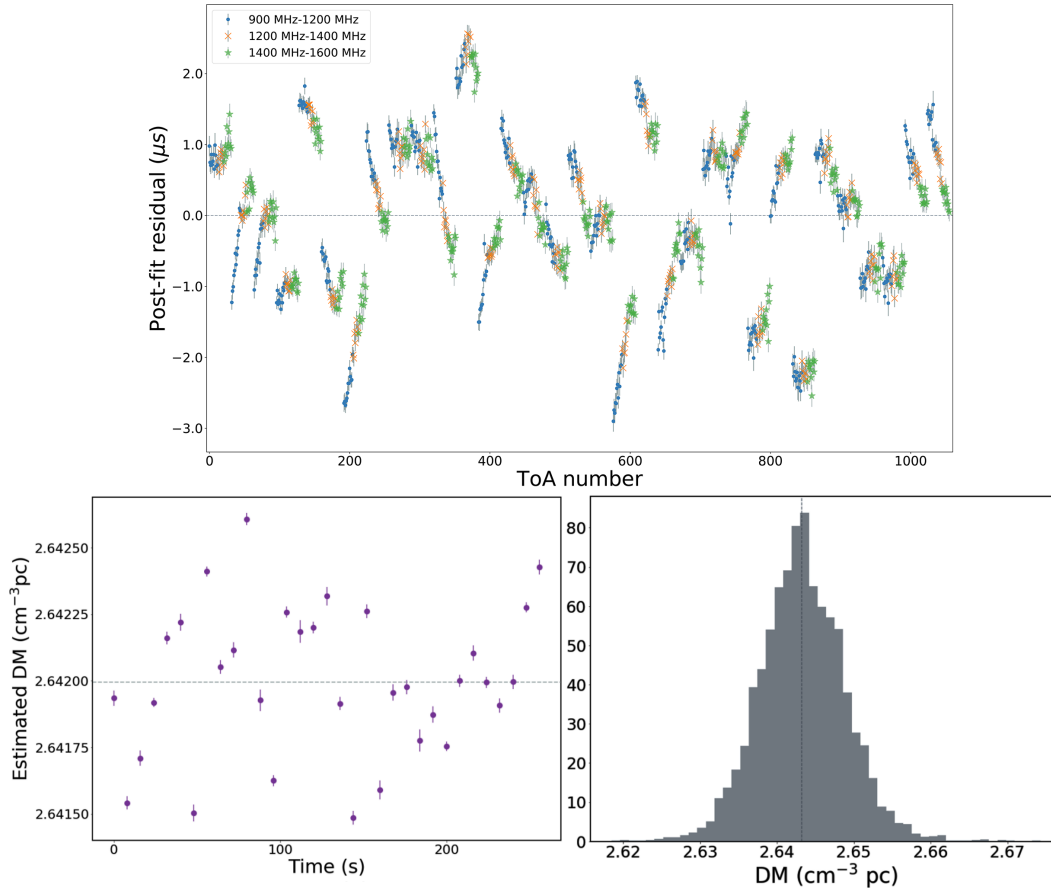 900 MHz-1200 MHz
1200 MHz-1400 MHz
1400 MHz-1600 MHz
Post-fit residual (μs)
2.0
1.0
0.0
−1.0
−2.0
−3.0
0 200 400 600 800 1000
ToA number
Estimated DM (cm⁻³pc)
2.64250
2.64225
2.64200
2.64175
2.64150
0 100 200
Time (s)
80
70
60
50
40
30
20
10
0
2.62 2.63 2.64 2.65 2.66 2.67
DM (cm⁻³ pc)